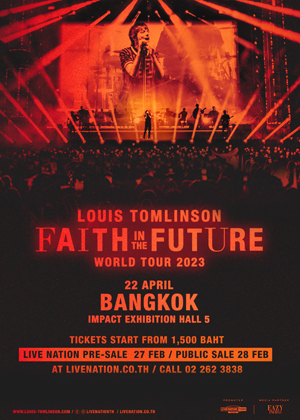 LOUIS TOMLINSON
FAITH IN THE FUTURE
WORLD TOUR 2023
22 APRIL
BANGKOK
IMPACT EXHIBITION HALL 5
TICKETS START FROM 1,500 BAHT
LIVE NATION PRE-SALE 27 FEB / PUBLIC SALE 28 FEB
AT LIVENATION.CO.TH / CALL 02 262 3838
WWW.LOUIS-TOMLINSON.COM / LIVENATIONTH / LIVENATION.CO.TH